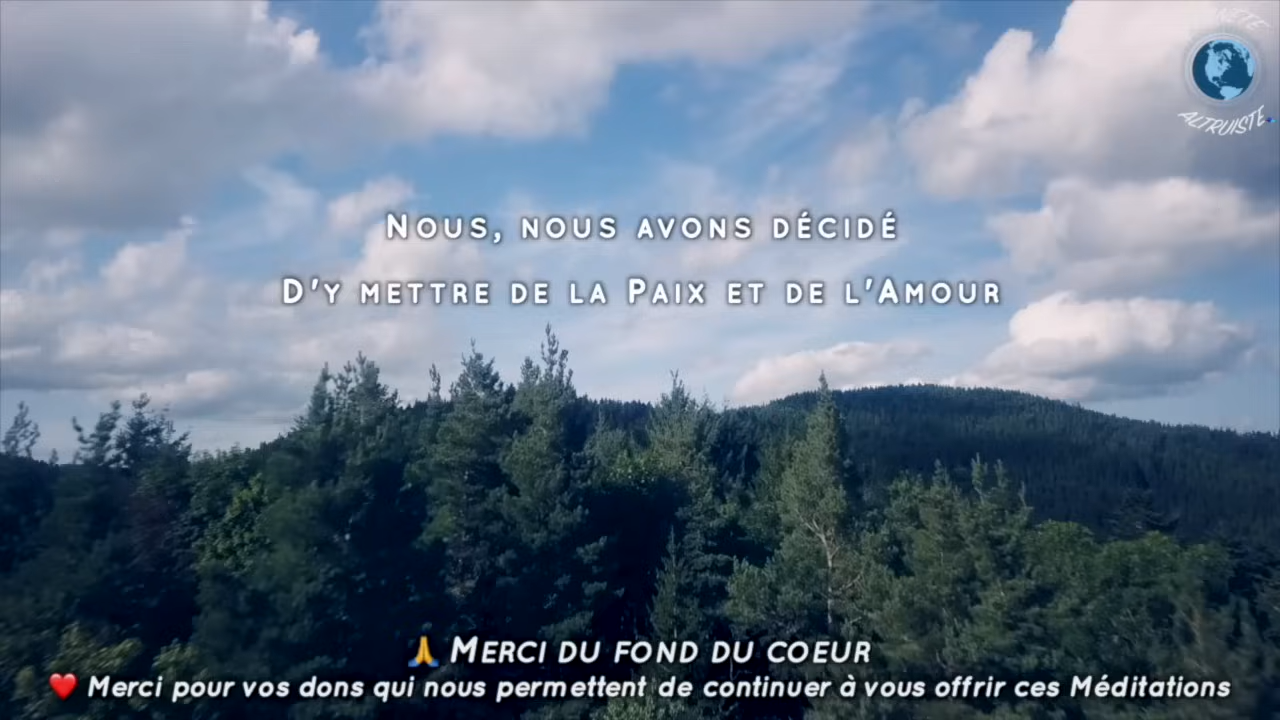 ALTRUISTE
Nous, nous avons décidé
D'y mettre de la Paix et de l'Amour
🙏 Merci du fond du coeur
❤️ Merci pour vos dons qui nous permettent de continuer à vous offrir ces Méditations